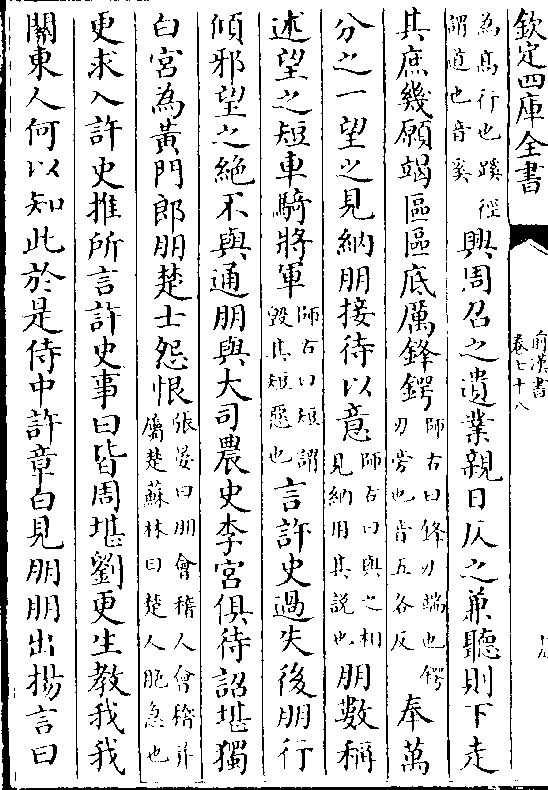 欽定四庫全書
前漢書
卷七十八
為高行也蹊徑
謂道也音奚
興周召之遺業親日仄之兼聽則下走
其庶幾願竭區區底厲鋒鍔
師古曰鋒刃端也鍔
刃旁也音五各反
奉萬
分之一望之見納朋接待以意
師古曰與之相
見納用其說也
朋數稱
述望之短車騎將軍
師古曰短謂
毀其短惡也
言許史過失後朋行
傾邪望之絶不與通朋與大司農史李宮俱待詔堪獨
白宮為黃門郎朋楚士怨恨
張晏曰朋會稽人會稽并
屬楚蘇林曰楚人脆急也
更求入許史推所言許史事曰皆周堪劉更生教我我
關東人何以知此於是侍中許章白見朋朋出揚言曰